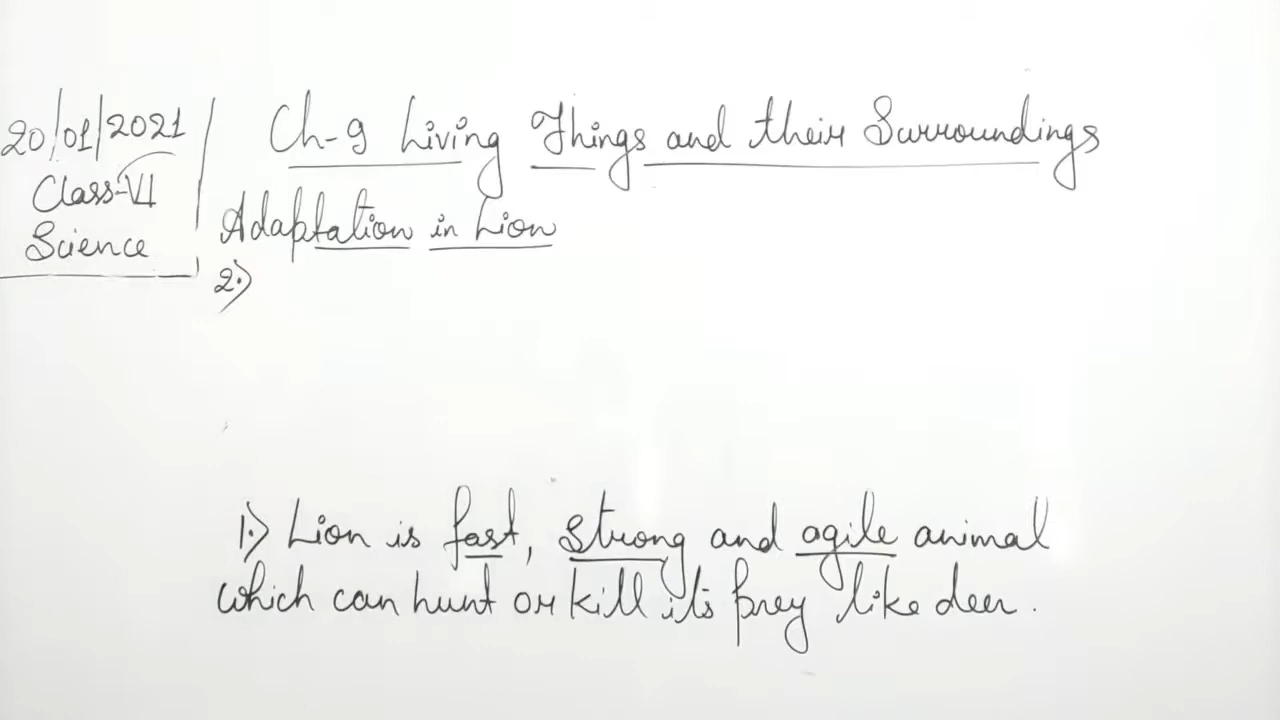 20/01/2021
Class-VI
Science
Ch-9 Living Things and their Surroundings
Adaptation in Lion
2.)
1.) Lion is fast, strong and agile animal
which can hunt or kill it's prey like deer.